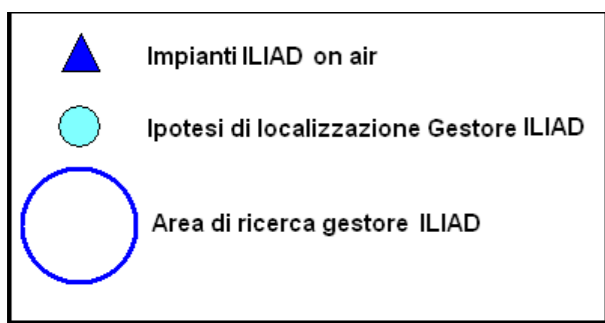 Impianti ILIAD on air
Ipotesi di localizzazione Gestore ILIAD
Area di ricerca gestore ILIAD